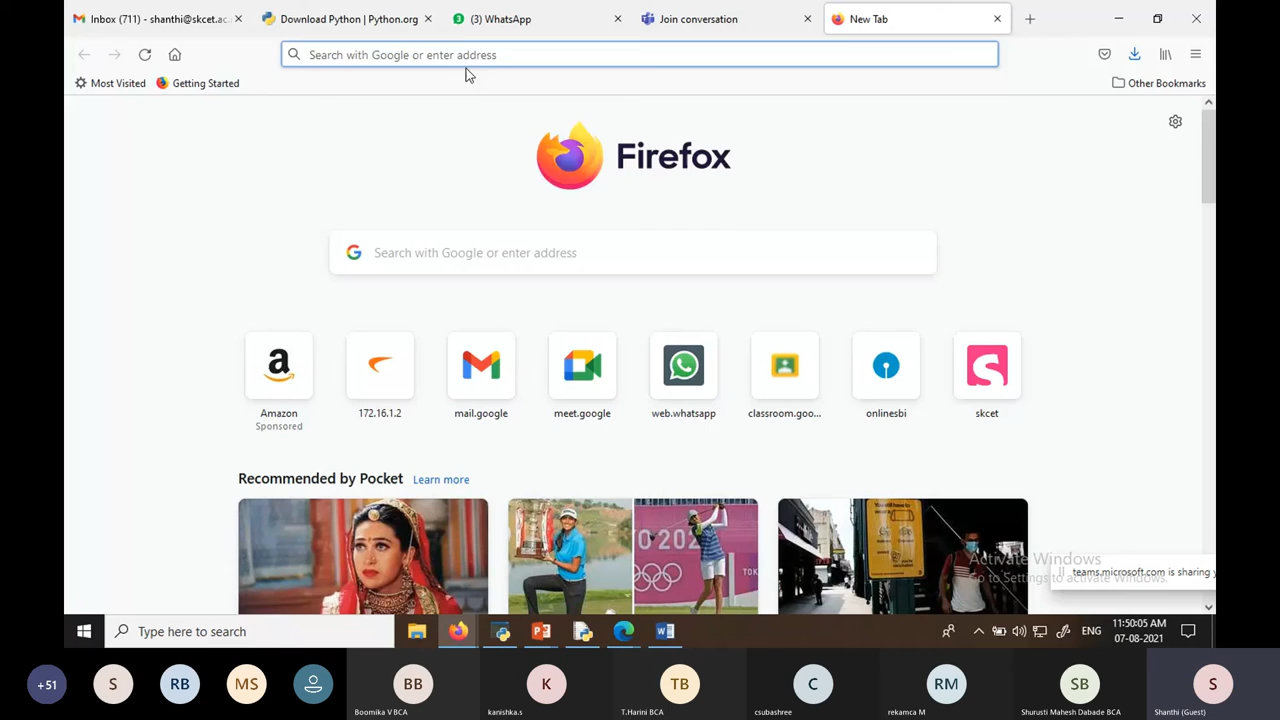 Inbox (711) - shanthi@skcet.ac.
Download Python | Python.org
(3) WhatsApp
Join conversation
New Tab
Search with Google or enter address
Most Visited
Getting Started
Other Bookmarks
Firefox
Search with Google or enter address
Amazon
Sponsored
172.16.1.2
mail.google
meet.google
web.whatsapp
classroom.goo...
onlinesbi
skcet
Recommended by Pocket
Learn more
Activate Windows
Go to Settings to activate Windows.
teams.microsoft.com is sharing y
Type here to search
ENG
11:50:05 AM
07-08-2021
+51
S
RB
MS
BB
Boomika V BCA
K
kanishka.s
TB
T.Harini BCA
C
csubashree
RM
rekamca M
SB
Shurusti Mahesh Dabade BCA
S
Shanthi (Guest)